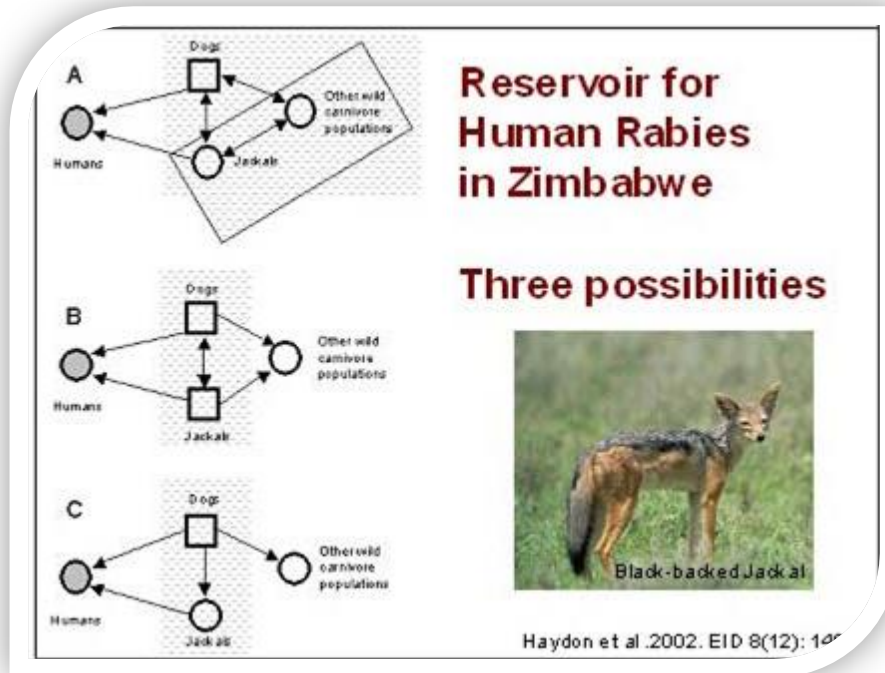 Reservoir for
Human Rabies
in Zimbabwe
Three possibilities
A
Dogs
Other wild
carnivore
populations
Humans
Jackals
B
Dogs
Other wild
carnivore
populations
Humans
Jackals
C
Dogs
Other wild
carnivore
populations
Humans
Jackals
Black-backed Jackal
Haydon et al .2002. EID 8(12):